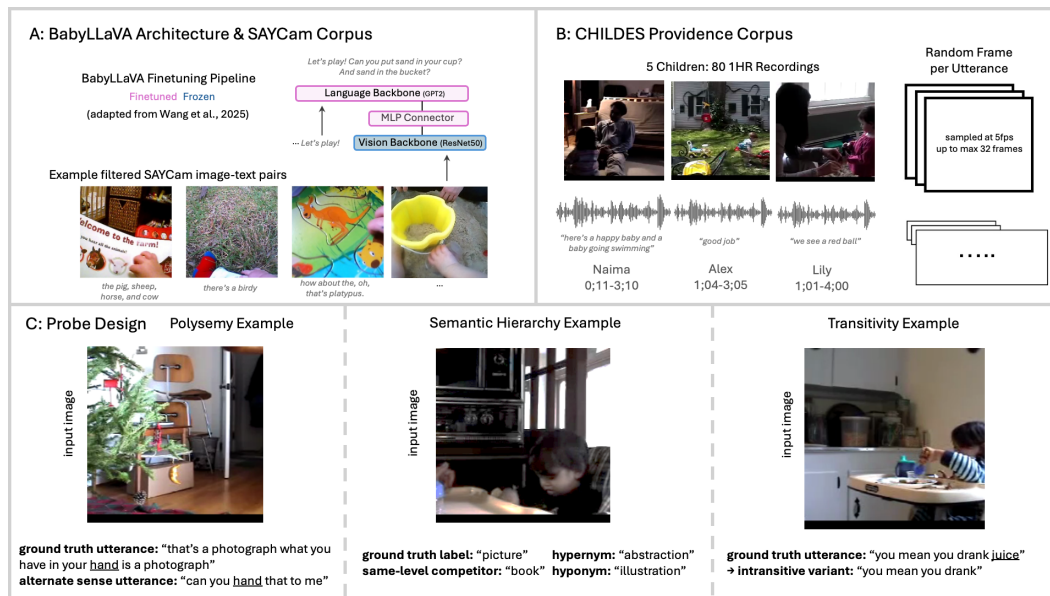 A: BabyLLaVA Architecture & SAYCam Corpus
BabyLLaVA Finetuning Pipeline
Finetuned Frozen
(adapted from Wang et al., 2025)
Let's play! Can you put sand in your cup?
And sand in the bucket?
Language Backbone (GPT2)
MLP Connector
... Let's play!
Vision Backbone (ResNet50)
Example filtered SAYCam image-text pairs
Welcome to the farm!
the pig, sheep,
horse, and cow
there's a birdy
how about the, oh,
that's platypus.
...
B: CHILDES Providence Corpus
5 Children: 80 1HR Recordings
"here's a happy baby and a
baby going swimming"
"good job"
"we see a red ball"
Naima
0;11-3;10
Alex
1;04-3;05
Lily
1;01-4;00
Random Frame
per Utterance
sampled at 5fps
up to max 32 frames
.....
C: Probe Design
Polysemy Example
input image
ground truth utterance: "that's a photograph what you
have in your hand is a photograph"
alternate sense utterance: "can you hand that to me"
Semantic Hierarchy Example
input image
ground truth label: "picture" hypernym: "abstraction"
same-level competitor: "book" hyponym: "illustration"
Transitivity Example
input image
ground truth utterance: "you mean you drank juice"
→ intransitive variant: "you mean you drank"